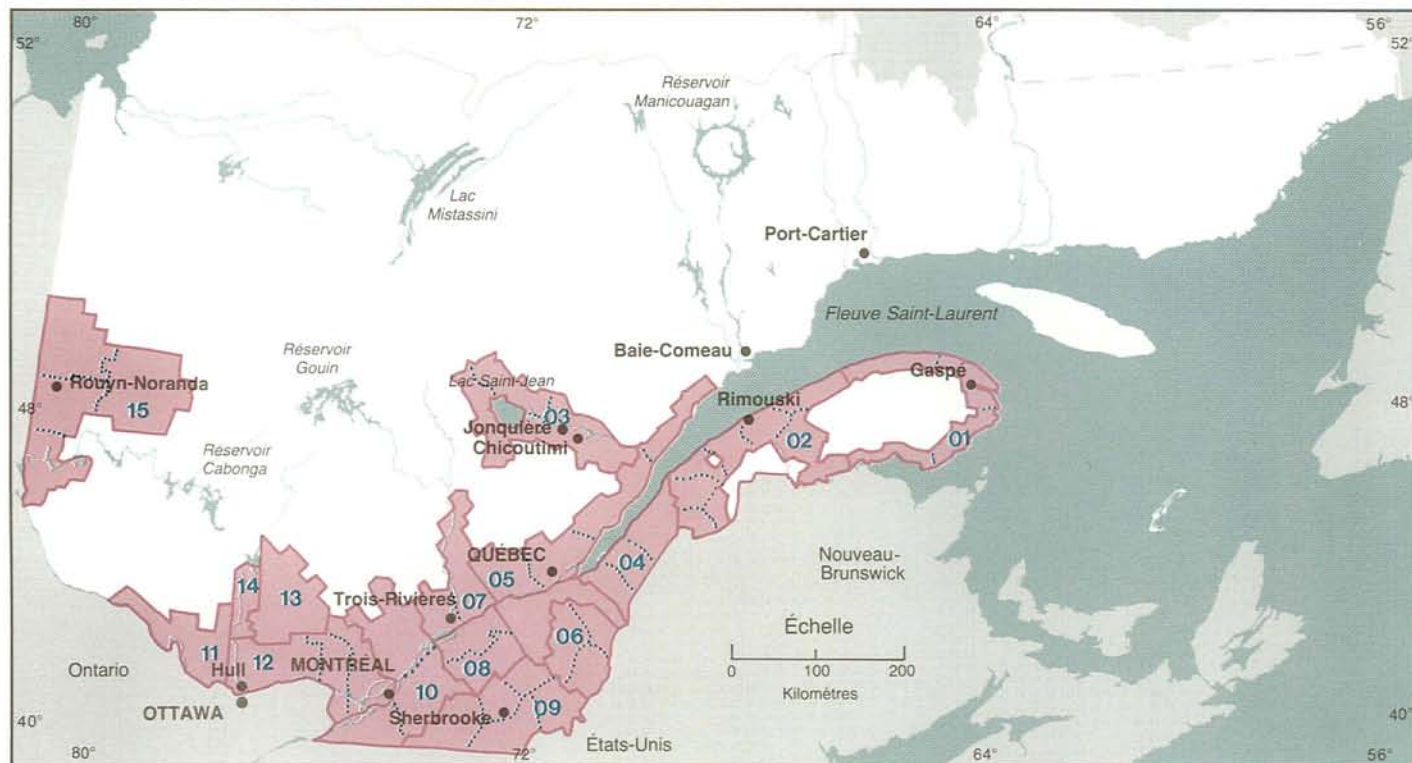 80°
72°
64°
56°
52°
52°
Réservoir
Manicouagan
Lac
Mistassini
Port-Cartier
Fleuve Saint-Laurent
Baie-Comeau
Réservoir
Gouin
Lac Saint-Jean
Gaspé
Rouyn-Noranda
15
03
Rimouski
48°
48°
Jonquière
Chicoutimi
02
01
Réservoir
Cabonga
QUÉBEC
05
04
Nouveau-
Brunswick
14
13
Trois-Rivières
07
Échelle
06
11
12
Hull
MONTRÉAL
08
0 100 200
Kilomètres
Ontario
10
09
Sherbrooke
OTTAWA
40°
40°
États-Unis
80°
72°
64°
56°